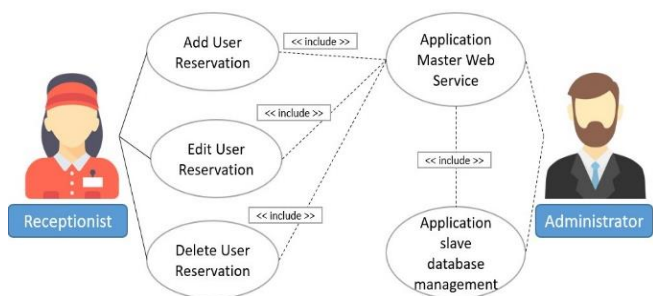 Add User
Reservation
<< include >>
Application
Master Web
Service
<< include >>
Edit User
Reservation
<< include >>
<< include >>
Receptionist
Delete User
Reservation
Application
slave
database
management
Administrator